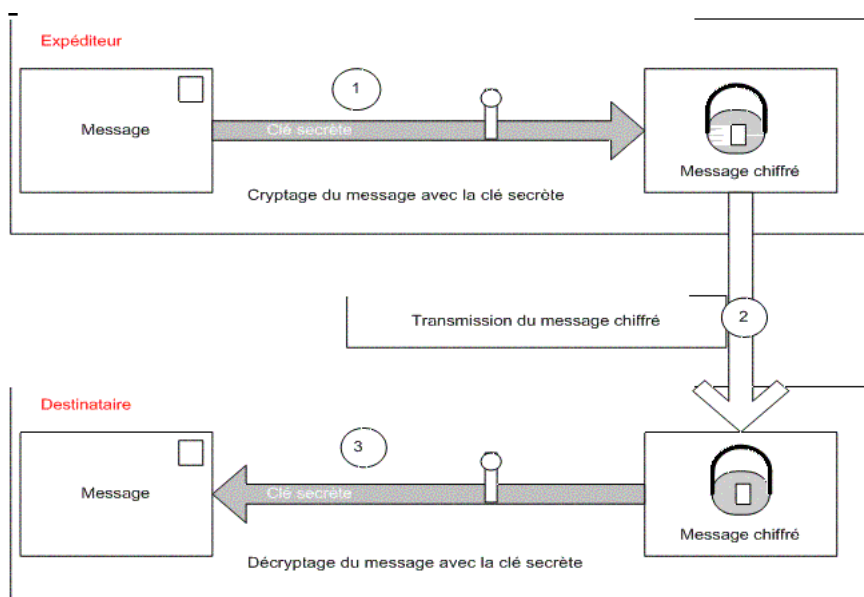 Expéditeur
1
Message
Clé secrète
Message chiffré
Cryptage du message avec la clé secrète
Transmission du message chiffré
2
Destinataire
3
Message
Clé secrète
Message chiffré
Décryptage du message avec la clé secrète